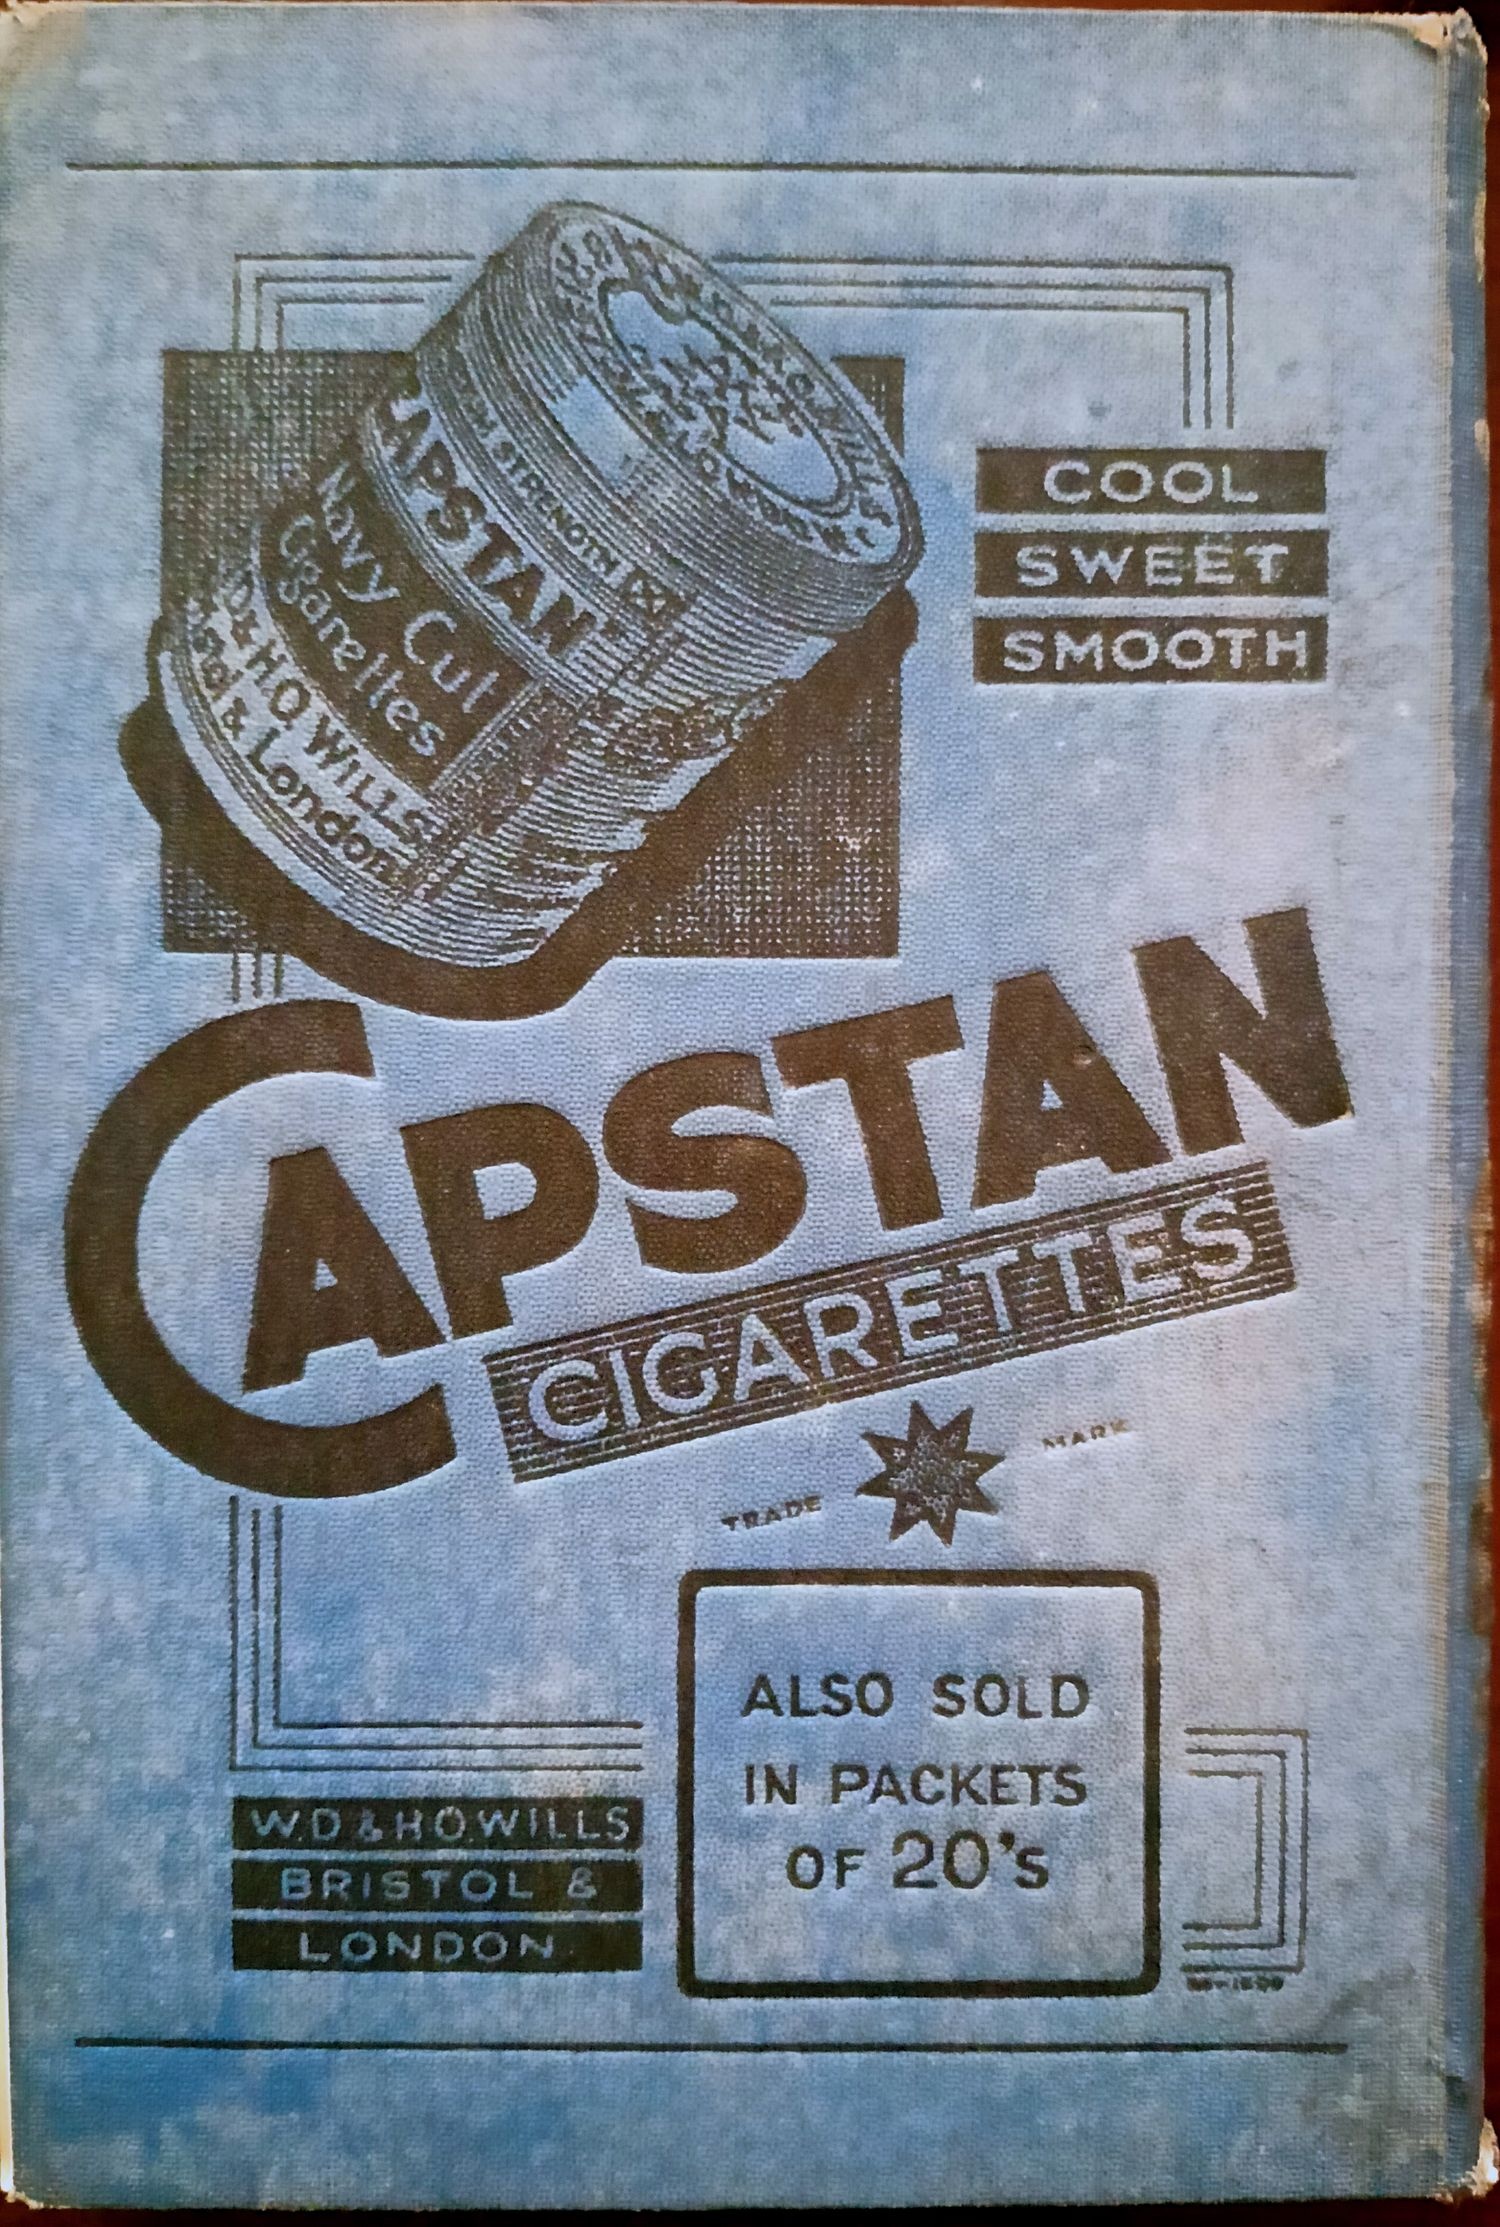 CAPSTAN
Navy Cut
Cigarettes
W.D. & H.O. WILLS
& London
COOL
SWEET
SMOOTH
CAPSTAN
CIGARETTES
TRADE MARK
ALSO SOLD
IN PACKETS
OF 20's
W.D & H.O. WILLS
BRISTOL &
LONDON